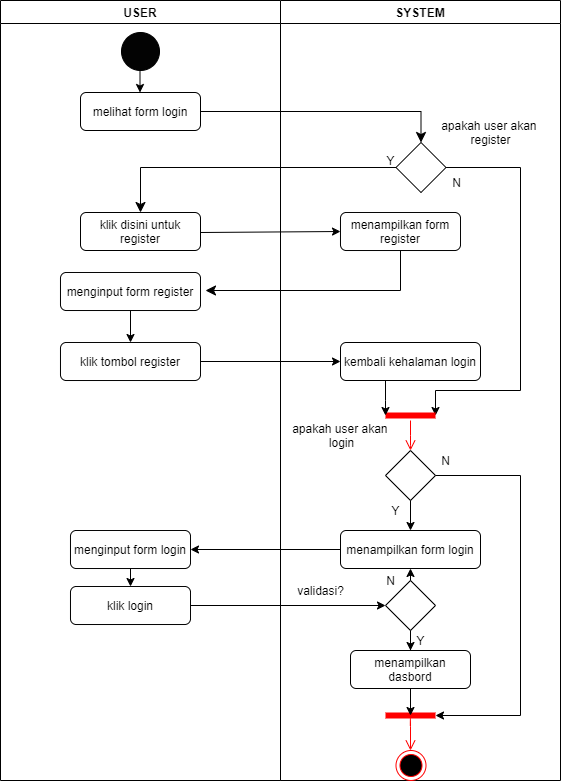 USER
SYSTEM
melihat form login
apakah user akan
register
Y
N
klik disini untuk
register
menampilkan form
register
menginput form register
klik tombol register
kembali kehalaman login
apakah user akan
login
N
Y
menginput form login
menampilkan form login
N
validasi?
klik login
Y
menampilkan
dasbord